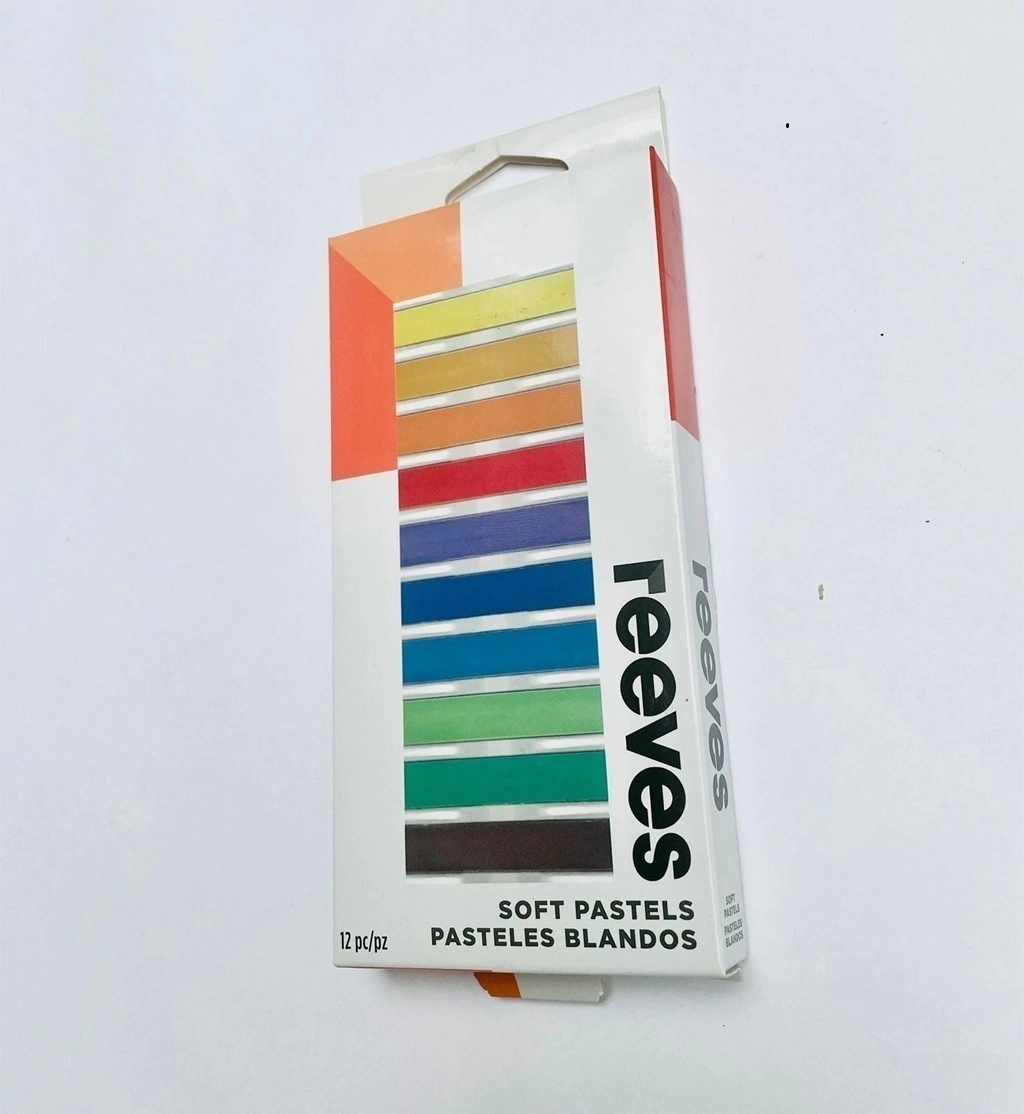 reeves
SOFT PASTELS
PASTELES BLANDOS
12 pc/pz
reeves
SOFT
PASTELS
PASTELES
BLANDOS